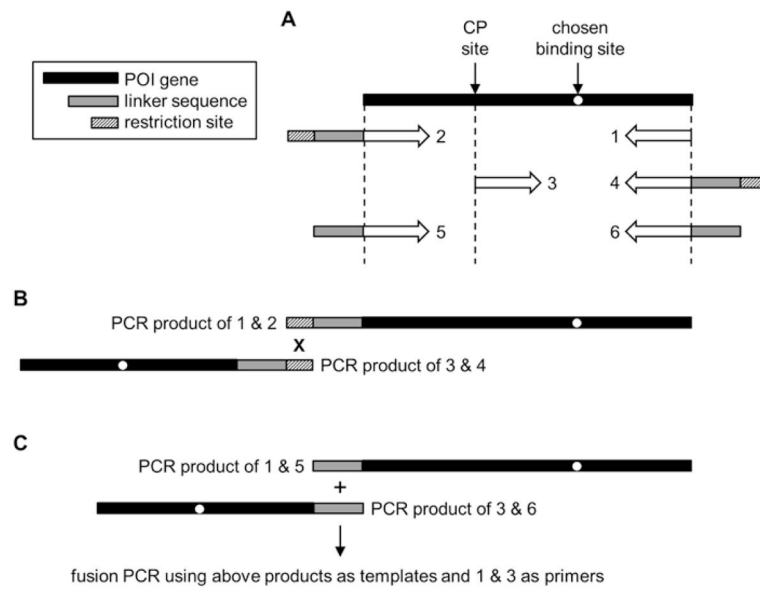 A
CP
site
chosen
binding site
POI gene
linker sequence
restriction site
2
1
3
4
5
6
B
PCR product of 1 & 2
X
PCR product of 3 & 4
C
PCR product of 1 & 5
+
PCR product of 3 & 6
fusion PCR using above products as templates and 1 & 3 as primers